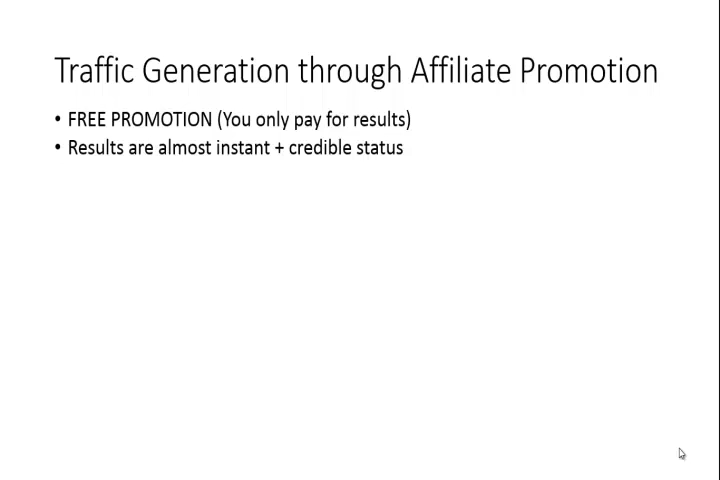 Traffic Generation through Affiliate Promotion
• FREE PROMOTION (You only pay for results)
• Results are almost instant + credible status